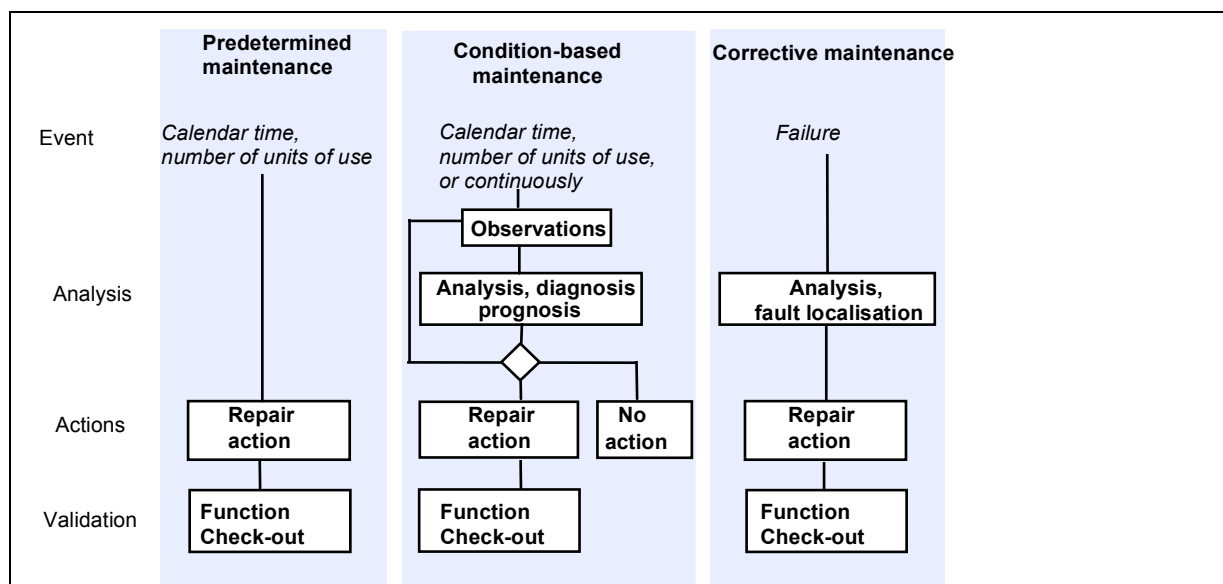 Predetermined
maintenance
Condition-based
maintenance
Corrective maintenance
Event
Calendar time,
number of units of use
Calendar time,
number of units of use,
or continuously
Failure
Observations
Analysis
Analysis, diagnosis
prognosis
Analysis,
fault localisation
Actions
Repair
action
Repair
action
No
action
Repair
action
Validation
Function
Check-out
Function
Check-out
Function
Check-out